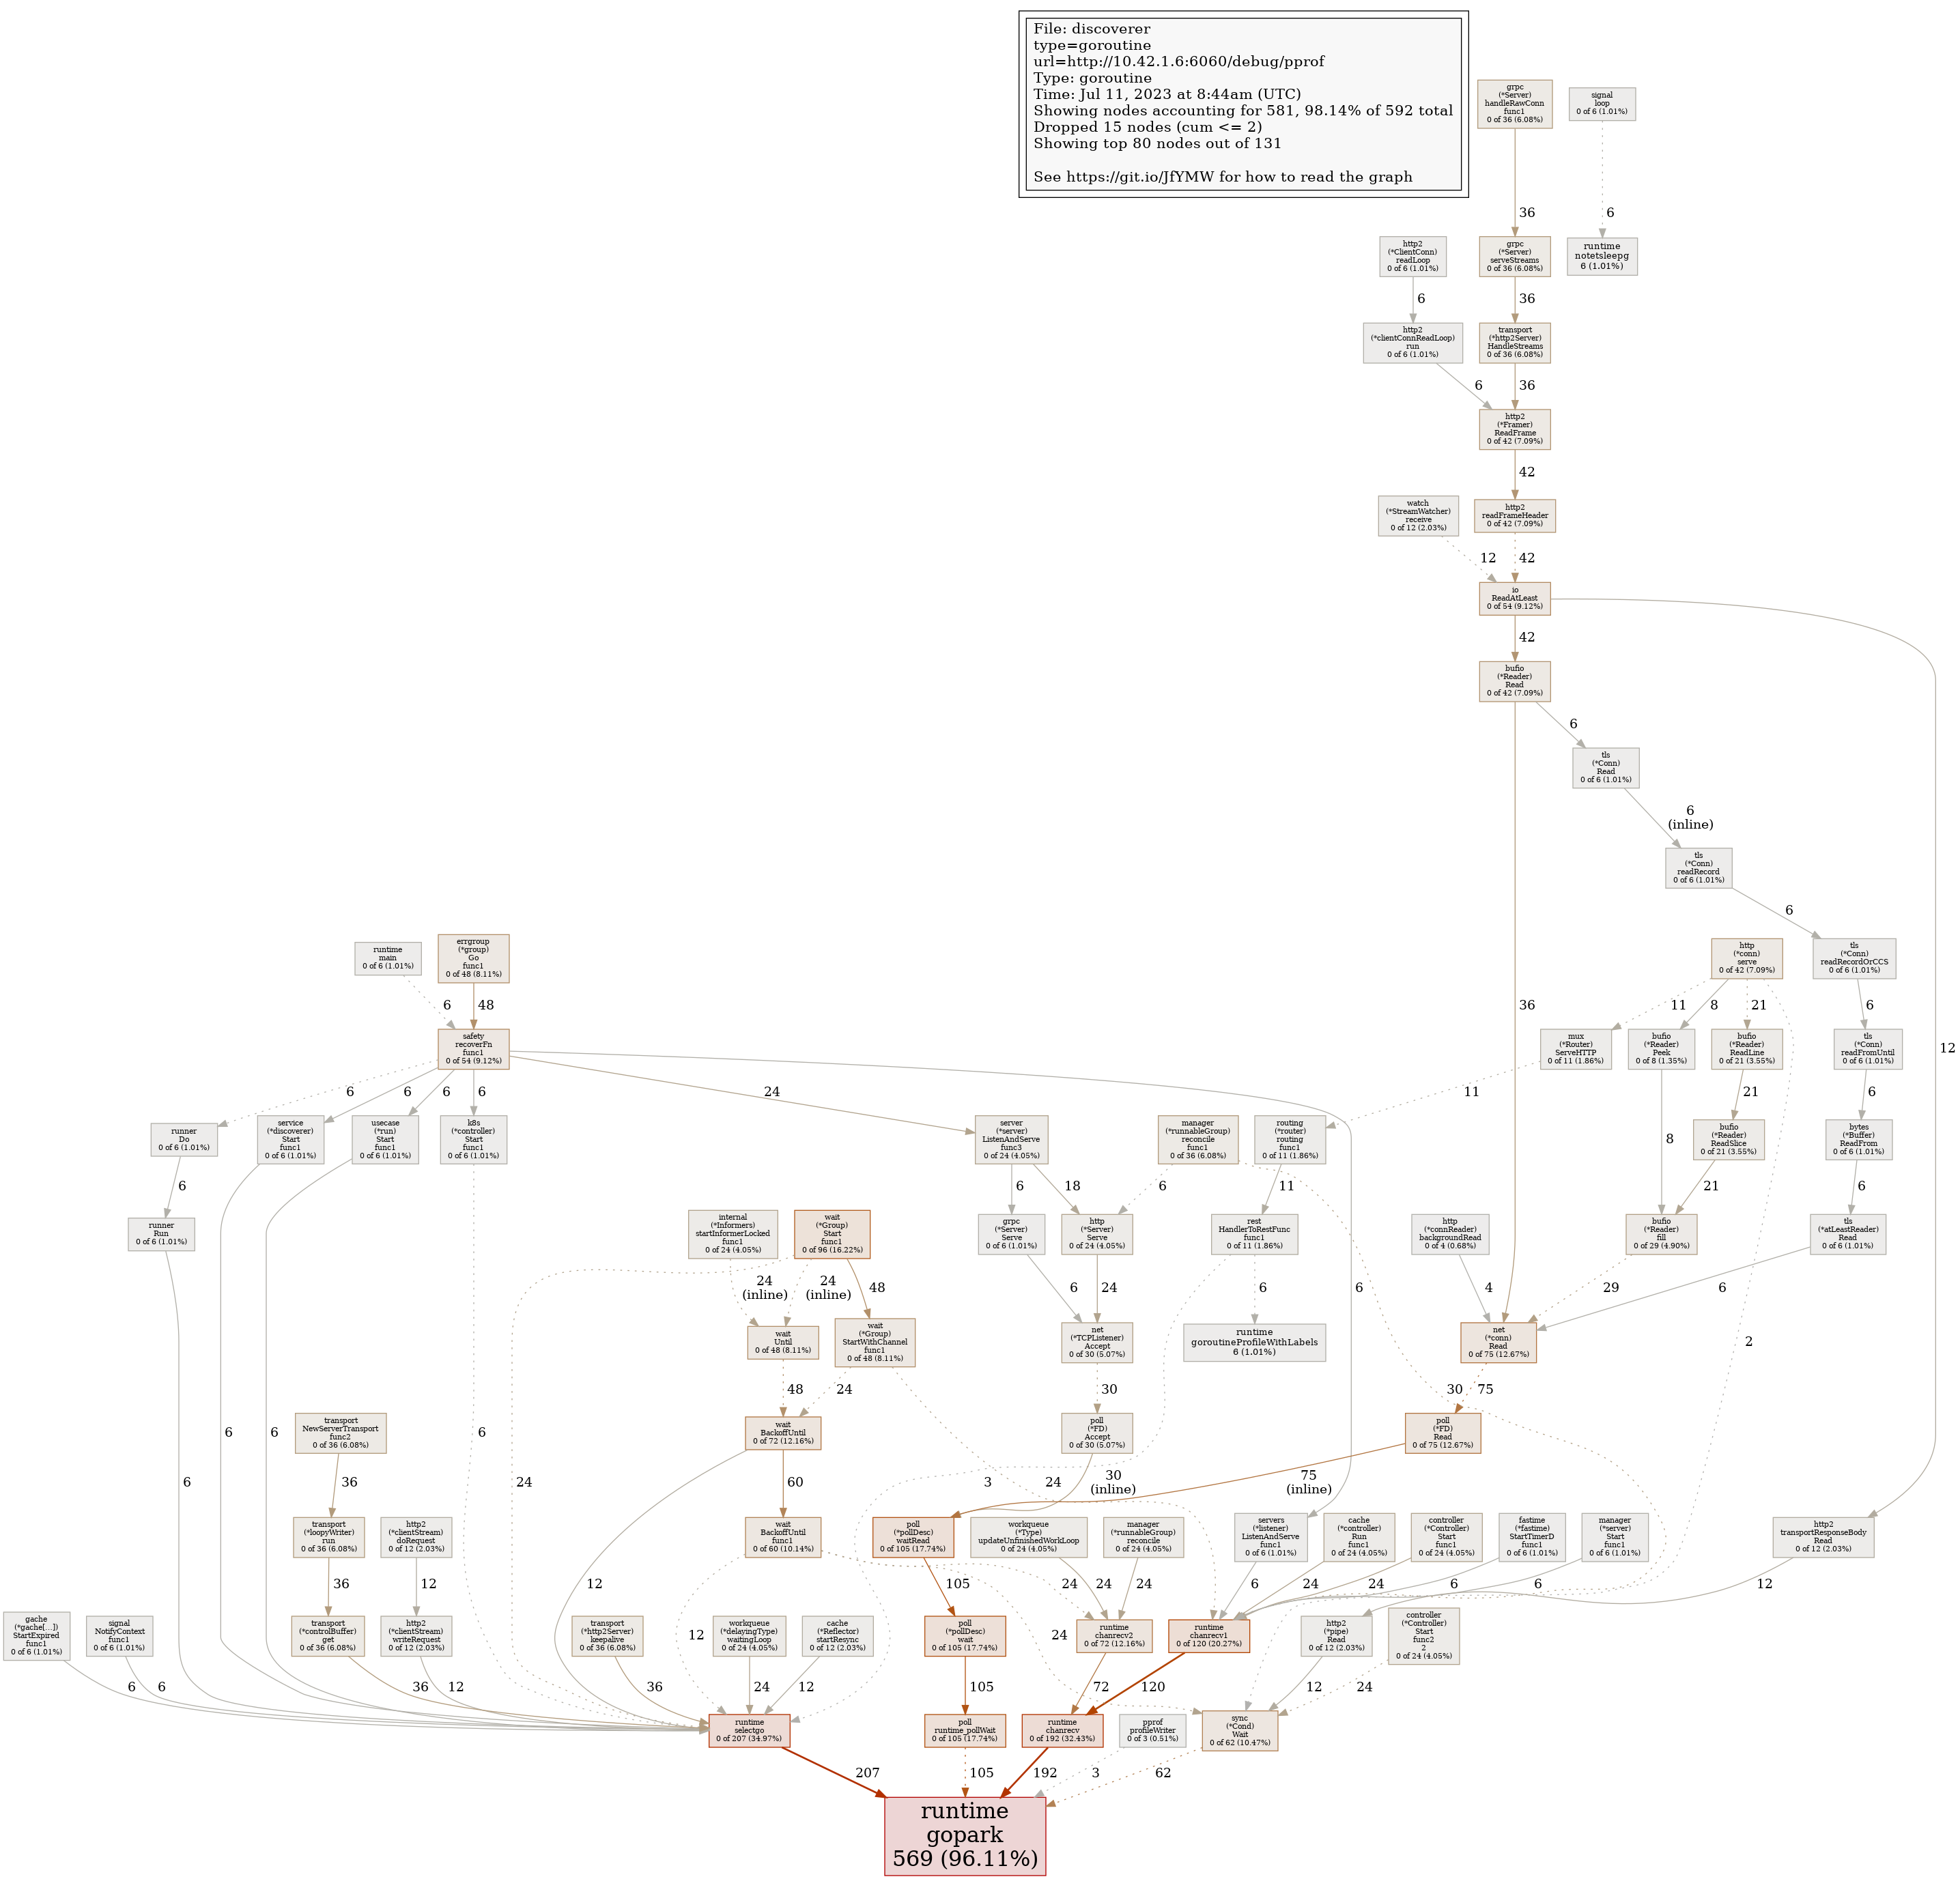 File: discoverer
type=goroutine
url=http://10.42.1.6:6060/debug/pprof
Type: goroutine
Time: Jul 11, 2023 at 8:44am (UTC)
Showing nodes accounting for 581, 98.14% of 592 total
Dropped 15 nodes (cum <= 2)
Showing top 80 nodes out of 131
See https://git.io/JfYMW for how to read the graph
grpc
(*Server)
handleRawConn
func1
0 of 36 (6.08%)
signal
loop
0 of 6 (1.01%)
36
6
http2
(*ClientConn)
readLoop
0 of 6 (1.01%)
grpc
(*Server)
serveStreams
0 of 36 (6.08%)
runtime
notetsleepg
6 (1.01%)
6
36
http2
(*clientConnReadLoop)
run
0 of 6 (1.01%)
transport
(*http2Server)
HandleStreams
0 of 36 (6.08%)
6
36
http2
(*Framer)
ReadFrame
0 of 42 (7.09%)
42
watch
(*StreamWatcher)
receive
0 of 12 (2.03%)
http2
readFrameHeader
0 of 42 (7.09%)
12
42
io
ReadAtLeast
0 of 54 (9.12%)
42
12
bufio
(*Reader)
Read
0 of 42 (7.09%)
6
36
tls
(*Conn)
Read
0 of 6 (1.01%)
6
(inline)
tls
(*Conn)
readRecord
0 of 6 (1.01%)
6
runtime
main
0 of 6 (1.01%)
errgroup
(*group)
Go
func1
0 of 48 (8.11%)
http
(*conn)
serve
0 of 42 (7.09%)
tls
(*Conn)
readRecordOrCCS
0 of 6 (1.01%)
6
48
11
8
21
2
6
safety
recoverFn
func1
0 of 54 (9.12%)
mux
(*Router)
ServeHTTP
0 of 11 (1.86%)
bufio
(*Reader)
Peek
0 of 8 (1.35%)
bufio
(*Reader)
ReadLine
0 of 21 (3.55%)
tls
(*Conn)
readFromUntil
0 of 6 (1.01%)
6
6
6
6
24
6
11
8
21
6
runner
Do
0 of 6 (1.01%)
service
(*discoverer)
Start
func1
0 of 6 (1.01%)
usecase
(*run)
Start
func1
0 of 6 (1.01%)
k8s
(*controller)
Start
func1
0 of 6 (1.01%)
server
(*server)
ListenAndServe
func3
0 of 24 (4.05%)
manager
(*runnableGroup)
reconcile
func1
0 of 36 (6.08%)
routing
(*router)
routing
func1
0 of 11 (1.86%)
bufio
(*Reader)
ReadSlice
0 of 21 (3.55%)
bytes
(*Buffer)
ReadFrom
0 of 6 (1.01%)
6
6
6
6
6
18
6
30
11
21
6
runner
Run
0 of 6 (1.01%)
internal
(*Informers)
startInformerLocked
func1
0 of 24 (4.05%)
wait
(*Group)
Start
func1
0 of 96 (16.22%)
grpc
(*Server)
Serve
0 of 6 (1.01%)
http
(*Server)
Serve
0 of 24 (4.05%)
rest
HandlerToRestFunc
func1
0 of 11 (1.86%)
http
(*connReader)
backgroundRead
0 of 4 (0.68%)
bufio
(*Reader)
fill
0 of 29 (4.90%)
tls
(*atLeastReader)
Read
0 of 6 (1.01%)
6
24
(inline)
24
(inline)
48
24
6
24
6
3
4
29
6
wait
Until
0 of 48 (8.11%)
wait
(*Group)
StartWithChannel
func1
0 of 48 (8.11%)
net
(*TCPListener)
Accept
0 of 30 (5.07%)
runtime
goroutineProfileWithLabels
6 (1.01%)
net
(*conn)
Read
0 of 75 (12.67%)
48
24
24
30
75
transport
NewServerTransport
func2
0 of 36 (6.08%)
wait
BackoffUntil
0 of 72 (12.16%)
poll
(*FD)
Accept
0 of 30 (5.07%)
poll
(*FD)
Read
0 of 75 (12.67%)
36
12
60
30
(inline)
75
(inline)
transport
(*loopyWriter)
run
0 of 36 (6.08%)
http2
(*clientStream)
doRequest
0 of 12 (2.03%)
wait
BackoffUntil
func1
0 of 60 (10.14%)
poll
(*pollDesc)
waitRead
0 of 105 (17.74%)
workqueue
(*Type)
updateUnfinishedWorkLoop
0 of 24 (4.05%)
manager
(*runnableGroup)
reconcile
0 of 24 (4.05%)
servers
(*listener)
ListenAndServe
func1
0 of 6 (1.01%)
cache
(*controller)
Run
func1
0 of 24 (4.05%)
controller
(*Controller)
Start
func1
0 of 24 (4.05%)
fastime
(*fastime)
StartTimerD
func1
0 of 6 (1.01%)
manager
(*server)
Start
func1
0 of 6 (1.01%)
http2
transportResponseBody
Read
0 of 12 (2.03%)
36
12
12
24
24
105
24
24
6
24
24
6
6
12
gache
(*gache[...])
StartExpired
func1
0 of 6 (1.01%)
signal
NotifyContext
func1
0 of 6 (1.01%)
transport
(*controlBuffer)
get
0 of 36 (6.08%)
http2
(*clientStream)
writeRequest
0 of 12 (2.03%)
transport
(*http2Server)
keepalive
0 of 36 (6.08%)
workqueue
(*delayingType)
waitingLoop
0 of 24 (4.05%)
cache
(*Reflector)
startResync
0 of 12 (2.03%)
poll
(*pollDesc)
wait
0 of 105 (17.74%)
runtime
chanrecv2
0 of 72 (12.16%)
runtime
chanrecv1
0 of 120 (20.27%)
http2
(*pipe)
Read
0 of 12 (2.03%)
controller
(*Controller)
Start
func2
2
0 of 24 (4.05%)
6
6
36
12
36
24
12
105
72
120
12
24
runtime
selectgo
0 of 207 (34.97%)
poll
runtime_pollWait
0 of 105 (17.74%)
runtime
chanrecv
0 of 192 (32.43%)
pprof
profileWriter
0 of 3 (0.51%)
sync
(*Cond)
Wait
0 of 62 (10.47%)
207
105
192
3
62
runtime
gopark
569 (96.11%)